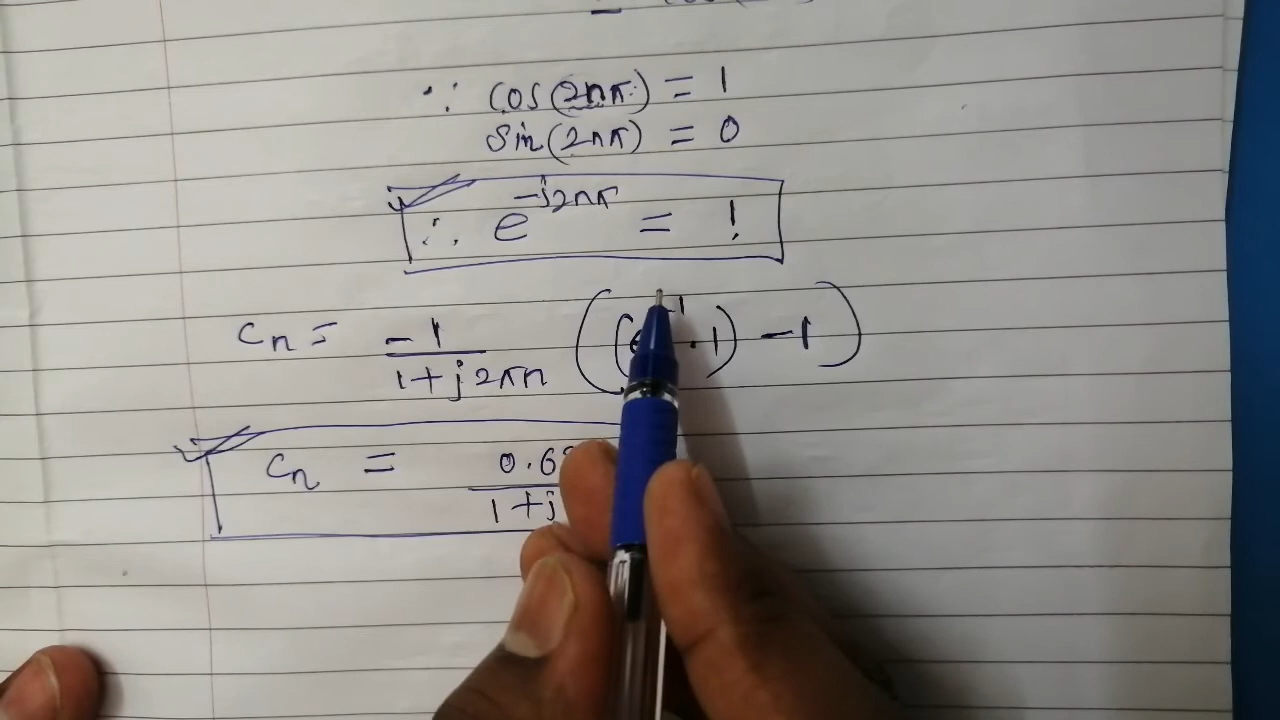 ∵ cos(2nπ) = 1
sin(2nπ) = 0
∴ e^-j2nπ = 1
Cn = -1/(1+j2πn) ((e^-1 · 1) - 1)
Cn = 0.6 / 1+j